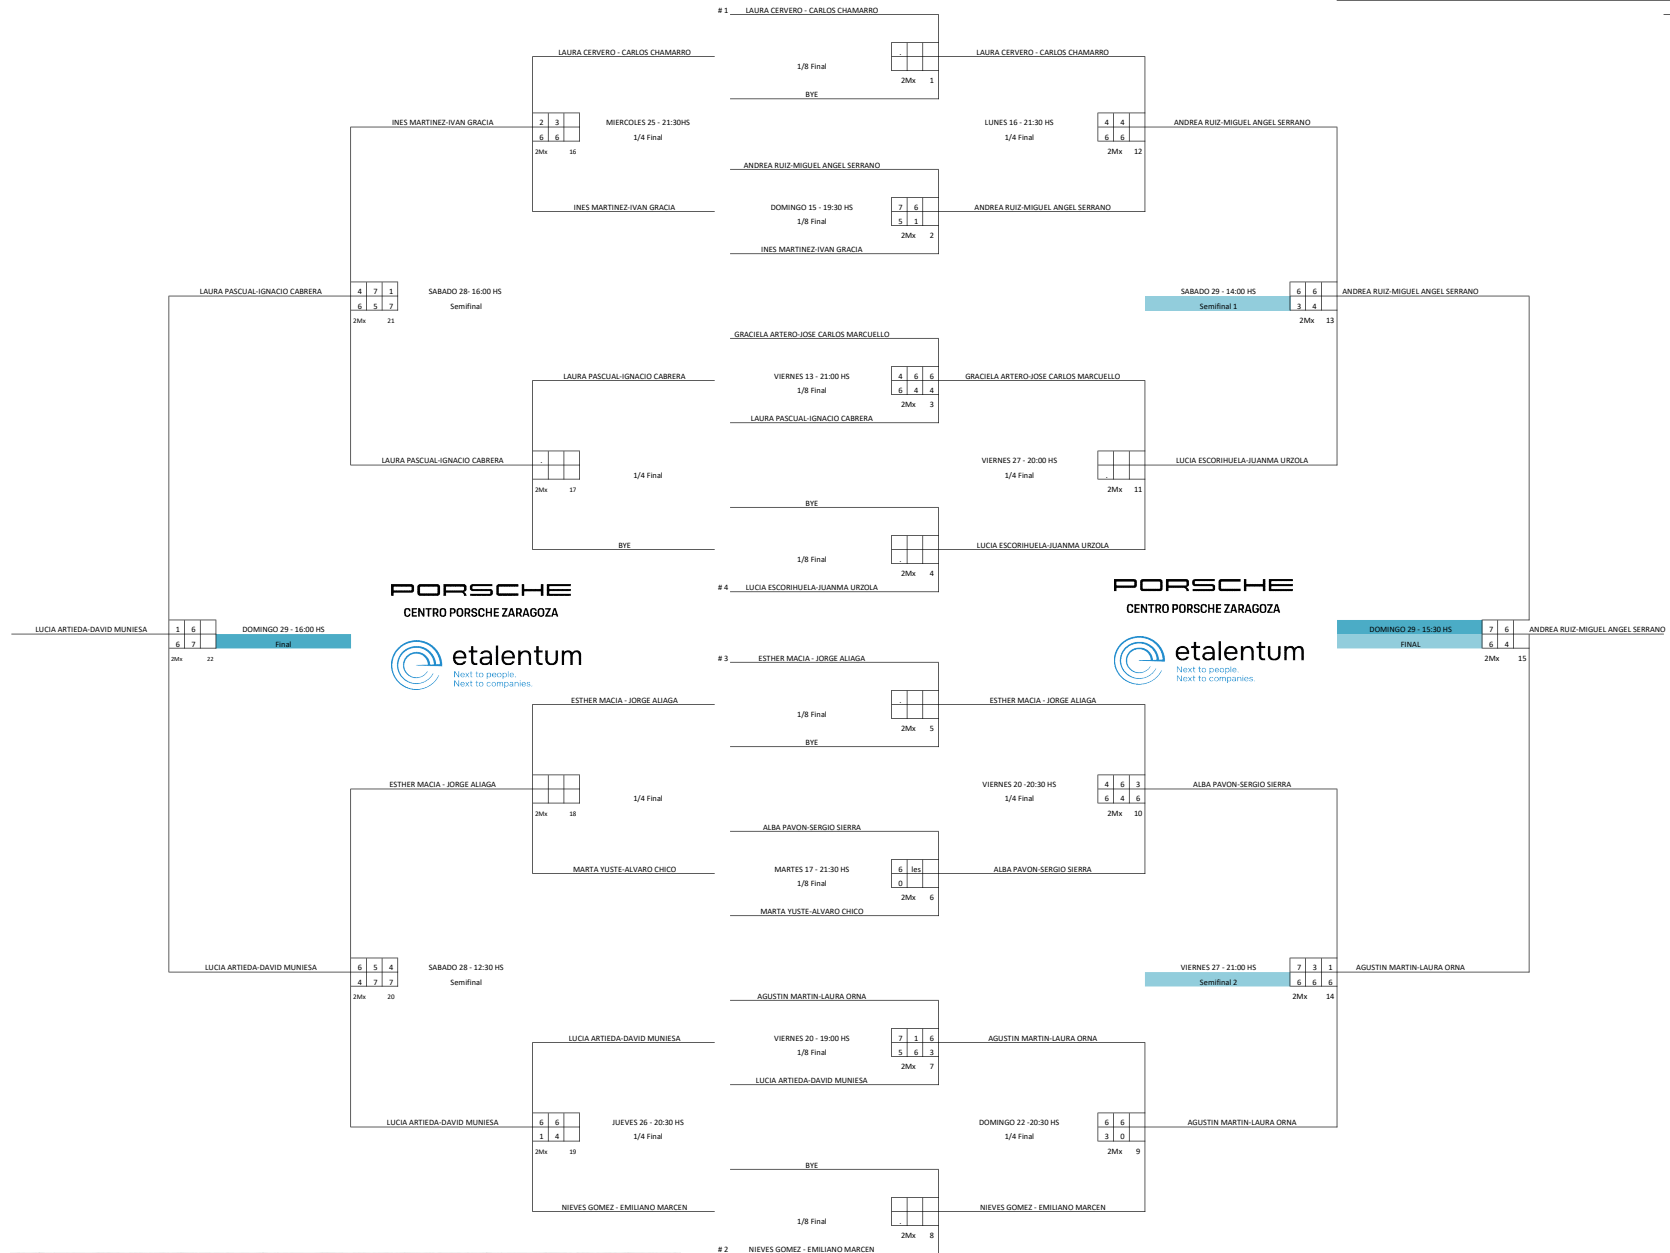 # 1 LAURA CERVERO - CARLOS CHAMARRO
LAURA CERVERO - CARLOS CHAMARRO
.
LAURA CERVERO - CARLOS CHAMARRO
1/8 Final
2Mx 1
BYE
INES MARTINEZ-IVAN GRACIA
2 3
MIERCOLES 25 - 21:30HS
LUNES 16 - 21:30 HS
4 4
ANDREA RUIZ-MIGUEL ANGEL SERRANO
6 6
1/4 Final
1/4 Final
6 6
2Mx 16
2Mx 12
ANDREA RUIZ-MIGUEL ANGEL SERRANO
INES MARTINEZ-IVAN GRACIA
DOMINGO 15 - 19:30 HS
7 6
ANDREA RUIZ-MIGUEL ANGEL SERRANO
1/8 Final
5 1
2Mx 2
INES MARTINEZ-IVAN GRACIA
LAURA PASCUAL-IGNACIO CABRERA
4 7 1
SABADO 28- 16:00 HS
SABADO 29 - 14:00 HS
6 6
ANDREA RUIZ-MIGUEL ANGEL SERRANO
6 5 7
Semifinal
Semifinal 1
3 4
2Mx 21
2Mx 13
GRACIELA ARTERO-JOSE CARLOS MARCUELLO
LAURA PASCUAL-IGNACIO CABRERA
VIERNES 13 - 21:00 HS
4 6 6
GRACIELA ARTERO-JOSE CARLOS MARCUELLO
1/8 Final
6 4 4
2Mx 3
LAURA PASCUAL-IGNACIO CABRERA
LAURA PASCUAL-IGNACIO CABRERA
.
VIERNES 27 - 20:00 HS
LUCIA ESCORIHUELA-JUANMA URZOLA
1/4 Final
1/4 Final
.
2Mx 17
2Mx 11
BYE
BYE
LUCIA ESCORIHUELA-JUANMA URZOLA
1/8 Final
.
2Mx 4
# 4 LUCIA ESCORIHUELA-JUANMA URZOLA
PORSCHE
CENTRO PORSCHE ZARAGOZA
PORSCHE
CENTRO PORSCHE ZARAGOZA
LUCIA ARTIEDA-DAVID MUNIESA
1 6
DOMINGO 29 - 16:00 HS
DOMINGO 29 - 15:30 HS
7 6
ANDREA RUIZ-MIGUEL ANGEL SERRANO
6 7
Final
FINAL
6 4
2Mx 22
2Mx 15
etalentum
Next to people.
Next to companies.
etalentum
Next to people.
Next to companies.
# 3 ESTHER MACIA - JORGE ALIAGA
ESTHER MACIA - JORGE ALIAGA
.
ESTHER MACIA - JORGE ALIAGA
1/8 Final
2Mx 5
BYE
ESTHER MACIA - JORGE ALIAGA
VIERNES 20 -20:30 HS
4 6 3
ALBA PAVON-SERGIO SIERRA
1/4 Final
1/4 Final
6 4 6
2Mx 18
2Mx 10
ALBA PAVON-SERGIO SIERRA
MARTA YUSTE-ALVARO CHICO
MARTES 17 - 21:30 HS
6 les
ALBA PAVON-SERGIO SIERRA
1/8 Final
0
2Mx 6
MARTA YUSTE-ALVARO CHICO
LUCIA ARTIEDA-DAVID MUNIESA
6 5 4
SABADO 28 - 12:30 HS
VIERNES 27 - 21:00 HS
7 3 1
AGUSTIN MARTIN-LAURA ORNA
4 7 7
Semifinal
Semifinal 2
6 6 6
2Mx 20
2Mx 14
AGUSTIN MARTIN-LAURA ORNA
LUCIA ARTIEDA-DAVID MUNIESA
VIERNES 20 - 19:00 HS
7 1 6
AGUSTIN MARTIN-LAURA ORNA
1/8 Final
5 6 3
2Mx 7
LUCIA ARTIEDA-DAVID MUNIESA
LUCIA ARTIEDA-DAVID MUNIESA
6 6
JUEVES 26 - 20:30 HS
DOMINGO 22 -20:30 HS
6 6
AGUSTIN MARTIN-LAURA ORNA
1 4
1/4 Final
1/4 Final
3 0
2Mx 19
2Mx 9
BYE
NIEVES GOMEZ - EMILIANO MARCEN
NIEVES GOMEZ - EMILIANO MARCEN
1/8 Final
.
2Mx 8
# 2 NIEVES GOMEZ - EMILIANO MARCEN